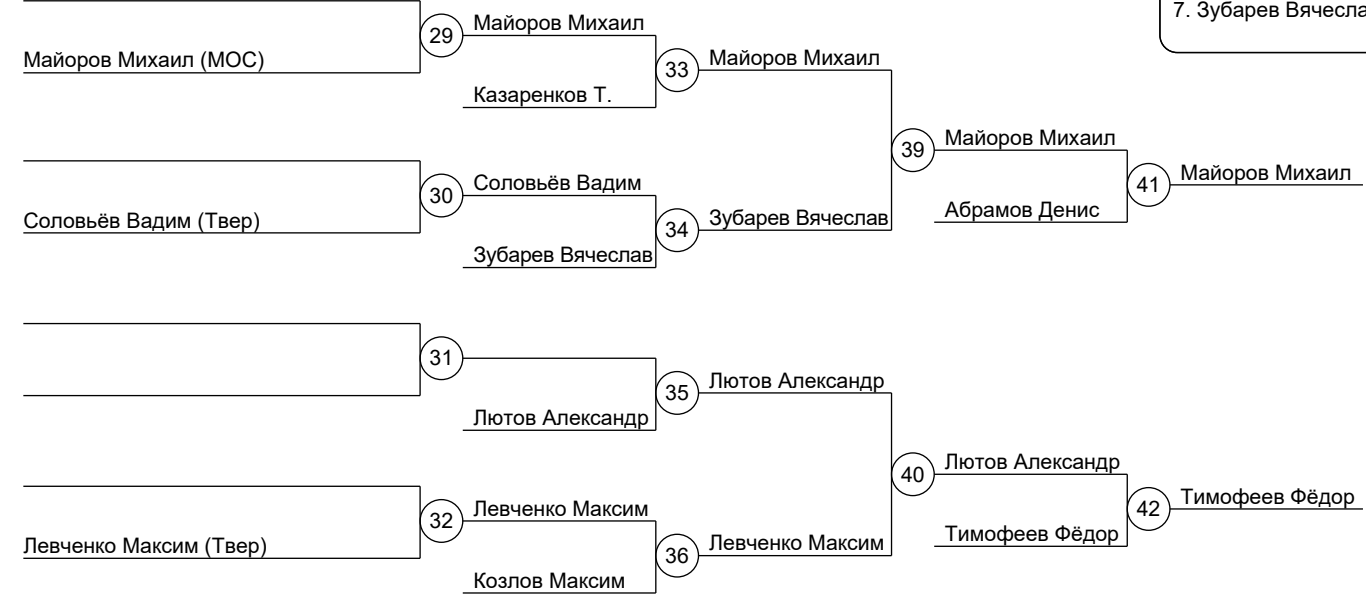 7. Зубарев Вячесла
Майоров Михаил
29
Майоров Михаил (МОС)
Майоров Михаил
33
Казаренков Т.
Майоров Михаил
39
Майоров Михаил
41
Майоров Михаил
Соловьёв Вадим
30
Соловьёв Вадим (Твер)
Абрамов Денис
Зубарев Вячеслав
34
Зубарев Вячеслав
31
Лютов Александр
35
Лютов Александр
40
Лютов Александр
42
Тимофеев Фёдор
Левченко Максим
32
Левченко Максим (Твер)
Тимофеев Фёдор
Левченко Максим
36
Козлов Максим